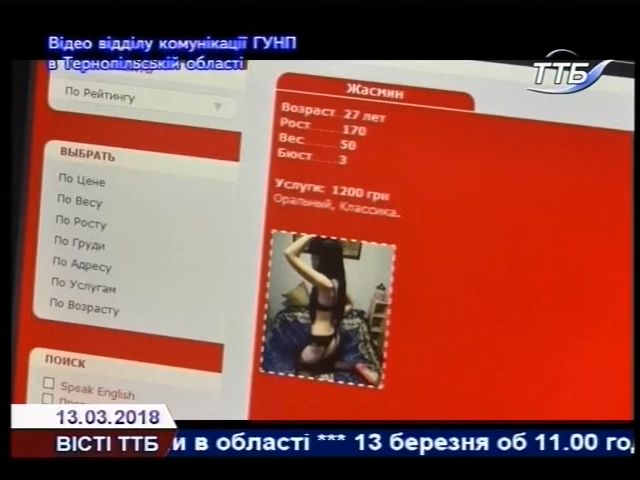 Відео відділу комунікації ГУНП
в Тернопільській області
ТТБ
По Рейтингу
ВЫБРАТЬ
По Цене
По Весу
По Росту
По Груди
По Адресу
По Услугам
По Возрасту
ПОИСК
Speak English
Жасмин
Возраст 27 лет
Рост 170
Вес 50
Бюст 3
Услуги: 1200 грн
Оральный, Классика.
13.03.2018
ВІСТІ ТТБ
и в області *** 13 березня об 11.00 го